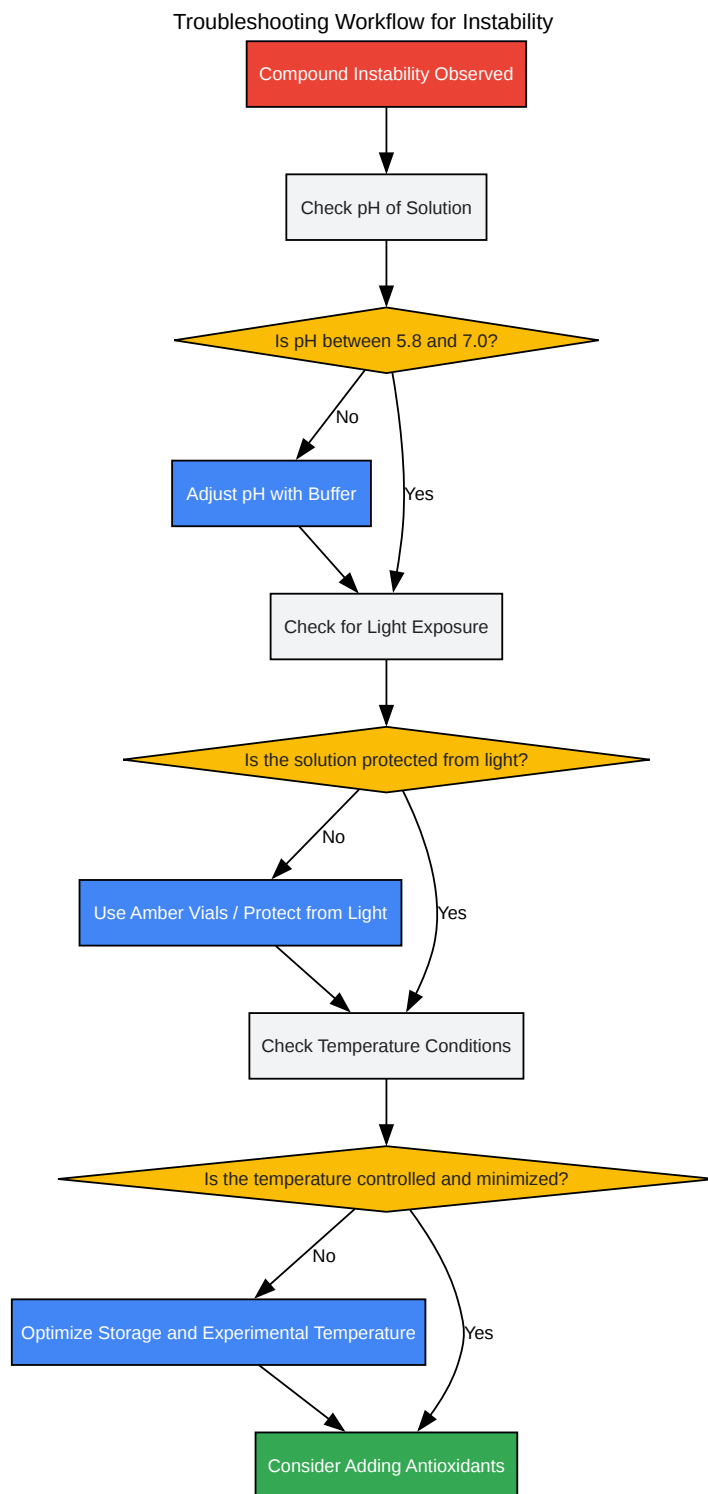 Troubleshooting Workflow for Instability
Compound Instability Observed
Check pH of Solution
Is pH between 5.8 and 7.0?
No
Adjust pH with Buffer
Yes
Check for Light Exposure
Is the solution protected from light?
No
Use Amber Vials / Protect from Light
Yes
Check Temperature Conditions
Is the temperature controlled and minimized?
No
Optimize Storage and Experimental Temperature
Yes
Consider Adding Antioxidants